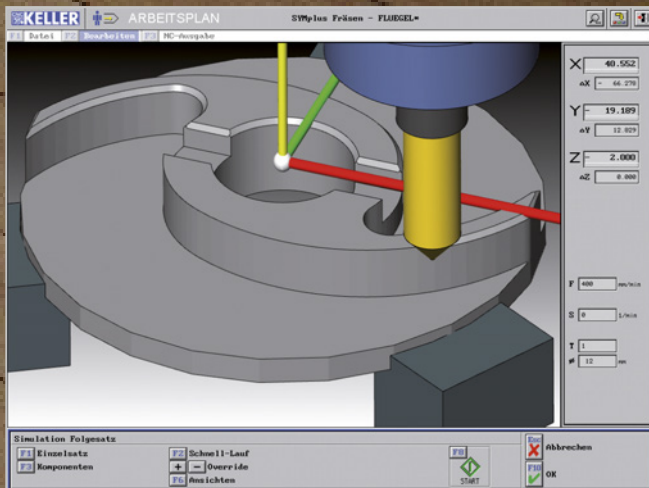 KELLER ARBEITSPLAN SYMplus Fräsen - FLUEGEL*
F1 Datei F2 Bearbeiten F3 NC-Ausgabe
X 40.552
ΔX - 66.270
Y - 19.189
ΔY 12.029
Z - 2.000
ΔZ 0.000
F 400 mm/min
S 0 1/min
T 1
ø 12 mm
Simulation Folgesatz
F1 Einzelsatz
F2 Schnell-Lauf
F3 Komponenten
+ - Override
F6 Ansichten
F8
START
Esc
Abbrechen
F10
OK